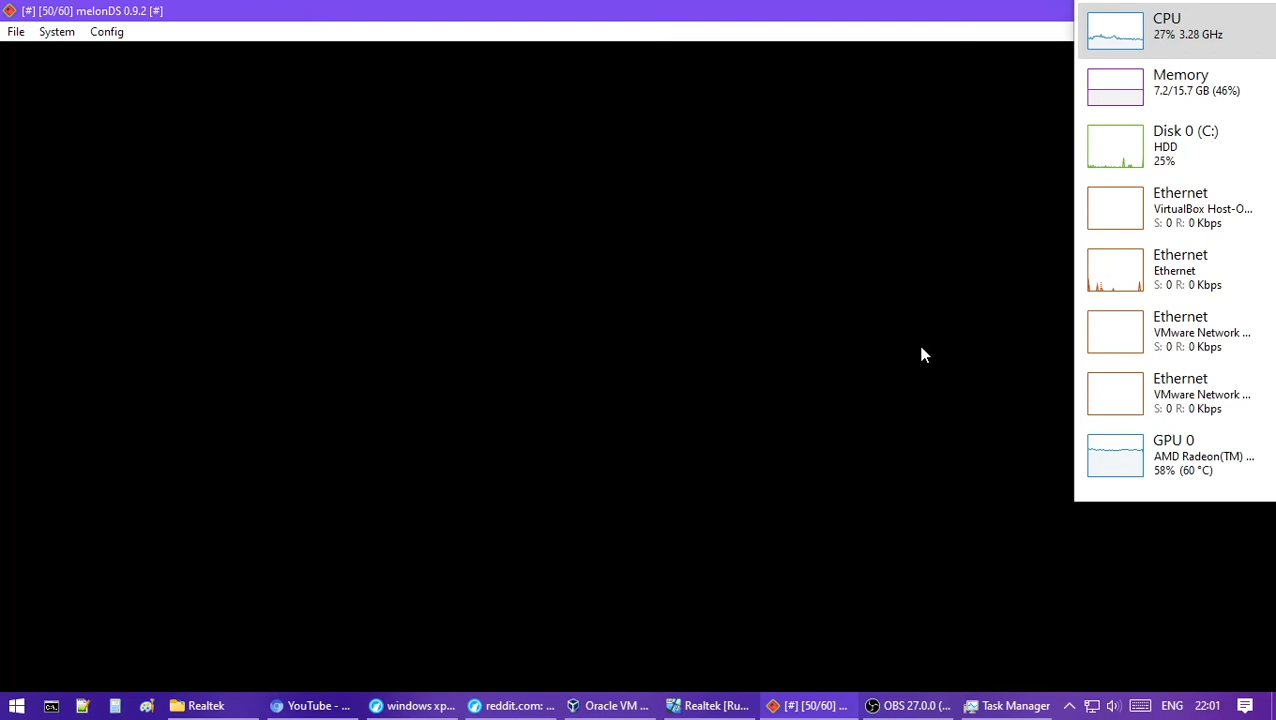 [#] [50/60] melonDS 0.9.2 [#]
File System Config
CPU
27% 3.28 GHz
Memory
7.2/15.7 GB (46%)
Disk 0 (C:)
HDD
25%
Ethernet
VirtualBox Host-O...
S: 0 R: 0 Kbps
Ethernet
Ethernet
S: 0 R: 0 Kbps
Ethernet
VMware Network ...
S: 0 R: 0 Kbps
Ethernet
VMware Network ...
S: 0 R: 0 Kbps
GPU 0
AMD Radeon(TM) ...
58% (60 °C)
Realtek YouTube - ... windows xp... reddit.com: ... Oracle VM ... Realtek [Ru... [#] [50/60] ... OBS 27.0.0 (... Task Manager ENG 22:01